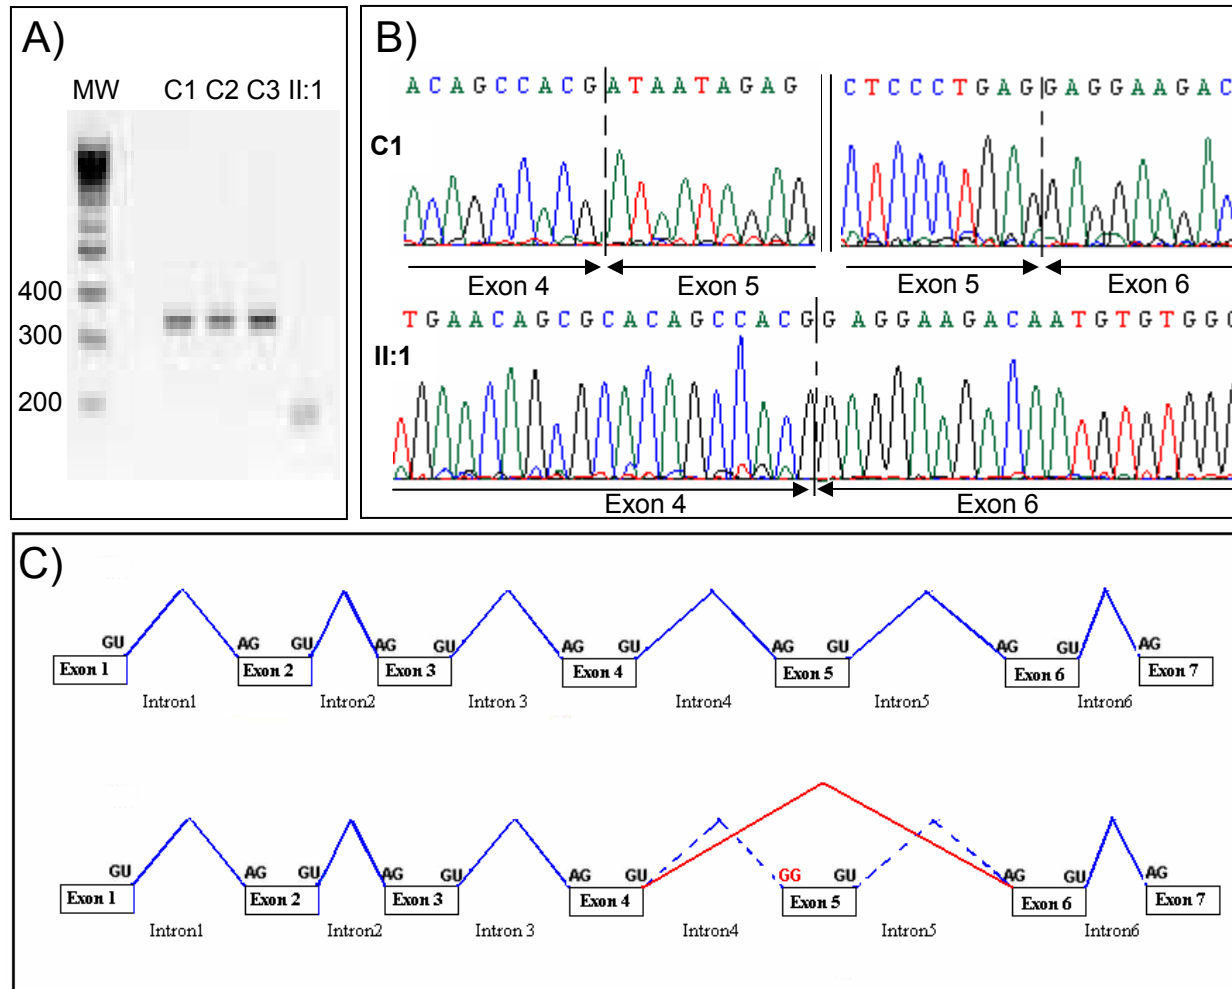 A)
MW C1 C2 C3 II:1
400
300
200
B)
A C A G C C A C G A T A A T A G A G C T C C C T G A G G A G G A A G A C
C1
Exon 4 Exon 5 Exon 5 Exon 6
T G A A C A G C G C A C A G C C A C G G A G G A A G A C A A T G T G T G G
II:1
Exon 4 Exon 6
C)
GU AG GU AG GU AG GU AG GU AG GU AG
Exon 1 Exon 2 Exon 3 Exon 4 Exon 5 Exon 6 Exon 7
Intron1 Intron2 Intron 3 Intron4 Intron5 Intron6
GU AG GU AG GU AG GU GG GU AG GU AG
Exon 1 Exon 2 Exon 3 Exon 4 Exon 5 Exon 6 Exon 7
Intron1 Intron2 Intron 3 Intron4 Intron5 Intron6